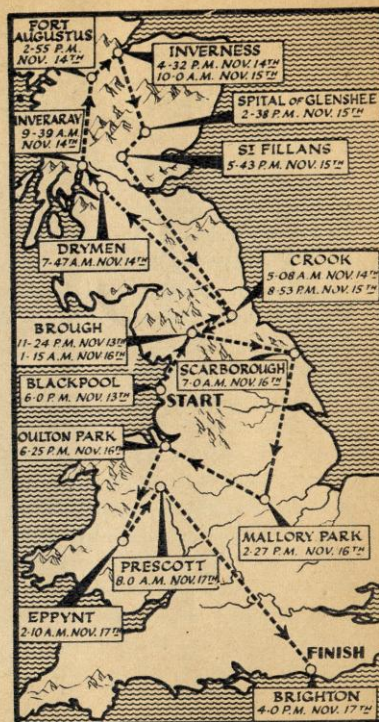 FORT
AUGUSTUS
2-55 P.M.
NOV. 14TH
INVERNESS
4-32 P.M. NOV. 14TH
10.0 A.M. NOV. 15TH
SPITAL OF GLENSHEE
2-38 P.M. NOV. 15TH
INVERARAY
9-39 A.M.
NOV. 14TH
ST FILLANS
5-43 P.M. NOV. 15TH
DRYMEN
7-47 A.M. NOV. 14TH
CROOK
5-08 A.M. NOV. 14TH
8-53 P.M. NOV. 15TH
BROUGH
11-24 P.M. NOV. 13TH
1-15 A.M. NOV. 16TH
SCARBOROUGH
7.0 A.M. NOV. 16TH
BLACKPOOL
6.0 P.M. NOV. 13TH
START
OULTON PARK
6-25 P.M. NOV. 16TH
MALLORY PARK
2-27 P.M. NOV. 16TH
PRESCOTT
8.0 A.M. NOV. 17TH
EPPYNT
2-10 A.M. NOV. 17TH
FINISH
BRIGHTON
4.0 P.M. NOV. 17TH